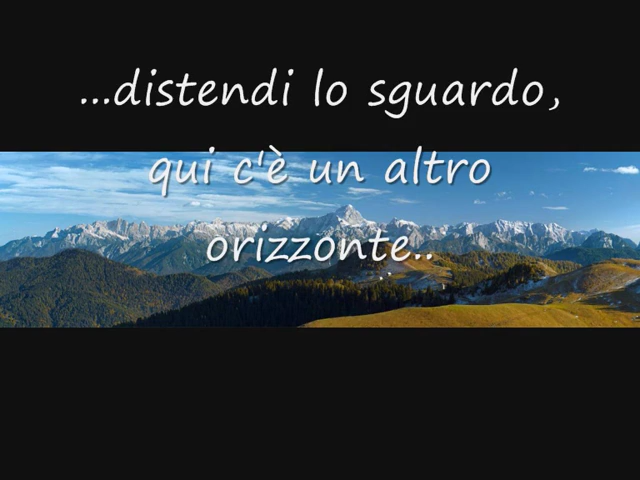 ...distendi lo sguardo,
qui c'è un altro
orizzonte..